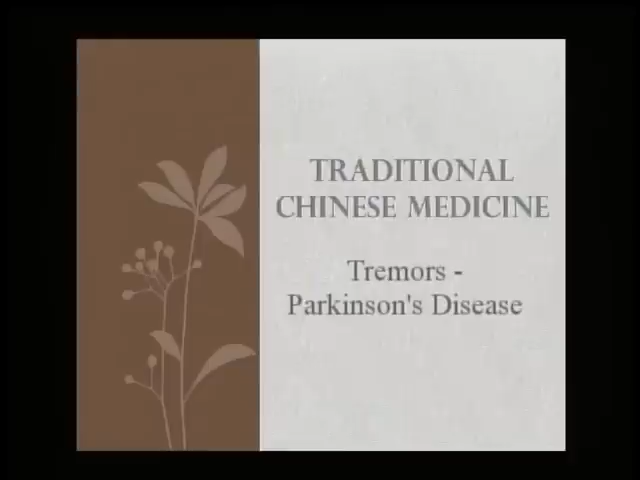 TRADITIONAL
CHINESE MEDICINE
Tremors -
Parkinson's Disease